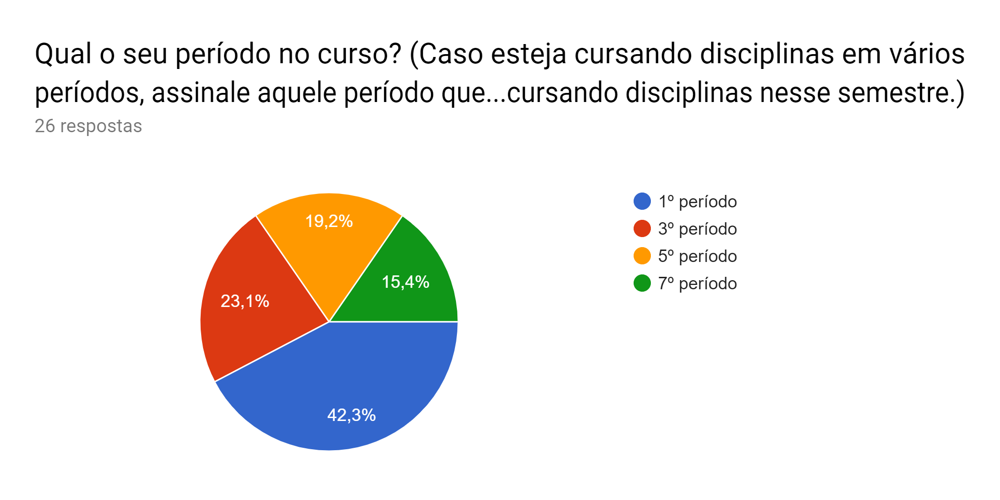 Qual o seu período no curso? (Caso esteja cursando disciplinas em vários
períodos, assinale aquele período que...cursando disciplinas nesse semestre.)
26 respostas
19,2%
15,4%
23,1%
42,3%
1º período
3º período
5º período
7º período